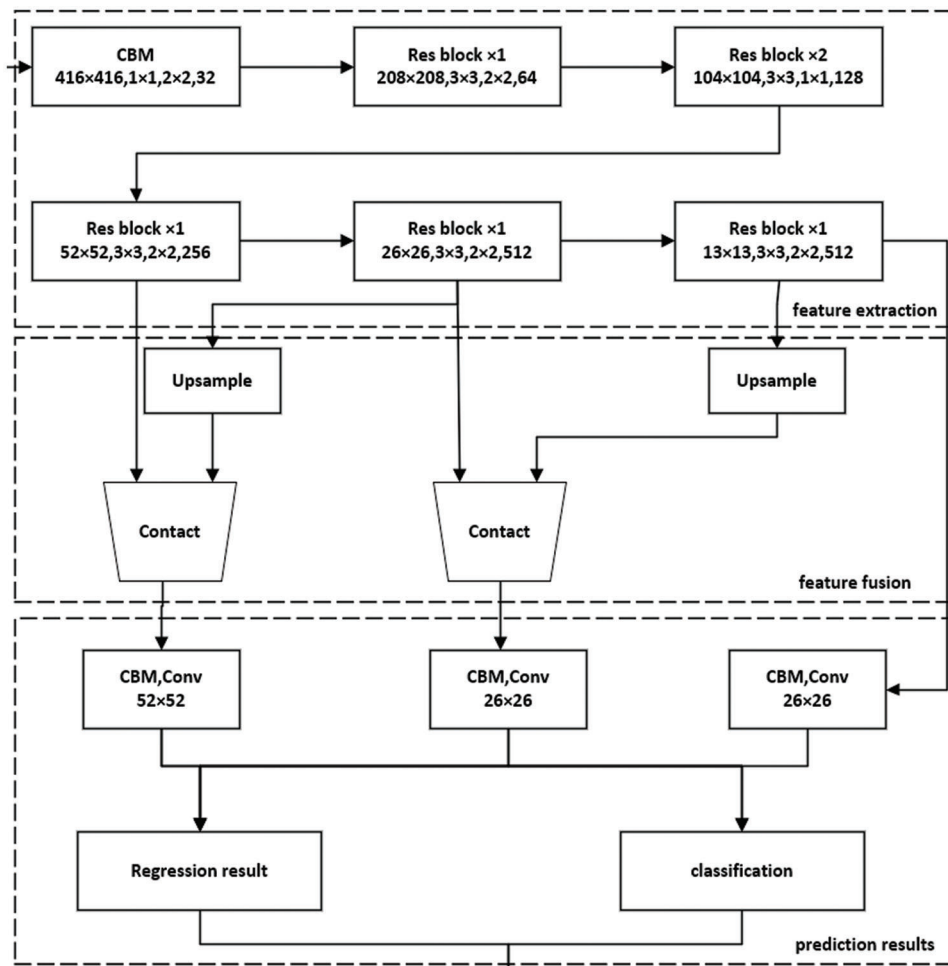 CBM
416×416,1×1,2×2,32
Res block ×1
208×208,3×3,2×2,64
Res block ×2
104×104,3×3,1×1,128
Res block ×1
52×52,3×3,2×2,256
Res block ×1
26×26,3×3,2×2,512
Res block ×1
13×13,3×3,2×2,512
feature extraction
Upsample
Upsample
Contact
Contact
feature fusion
CBM,Conv
52×52
CBM,Conv
26×26
CBM,Conv
26×26
Regression result
classification
prediction results